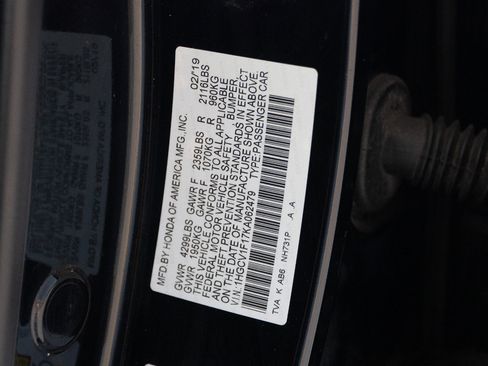 MFD.BY HONDA OF AMERICA MFG.,INC. 02/'19
GVWR 4299LBS GAWR F 2359LBS R 2116LBS
GVWR 1950KG GAWR F 1070KG R 960KG
THIS VEHICLE CONFORMS TO ALL APPLICABLE
FEDERAL MOTOR VEHICLE SAFETY , BUMPER,
AND THEFT PREVENTION STANDARDS IN EFFECT
ON THE DATE OF MANUFACTURE SHOWN ABOVE.
V.I.N.:1HGCV1F17KA062479 TYPE:PASSENGER CAR
TVA K AB6 NH731P A A